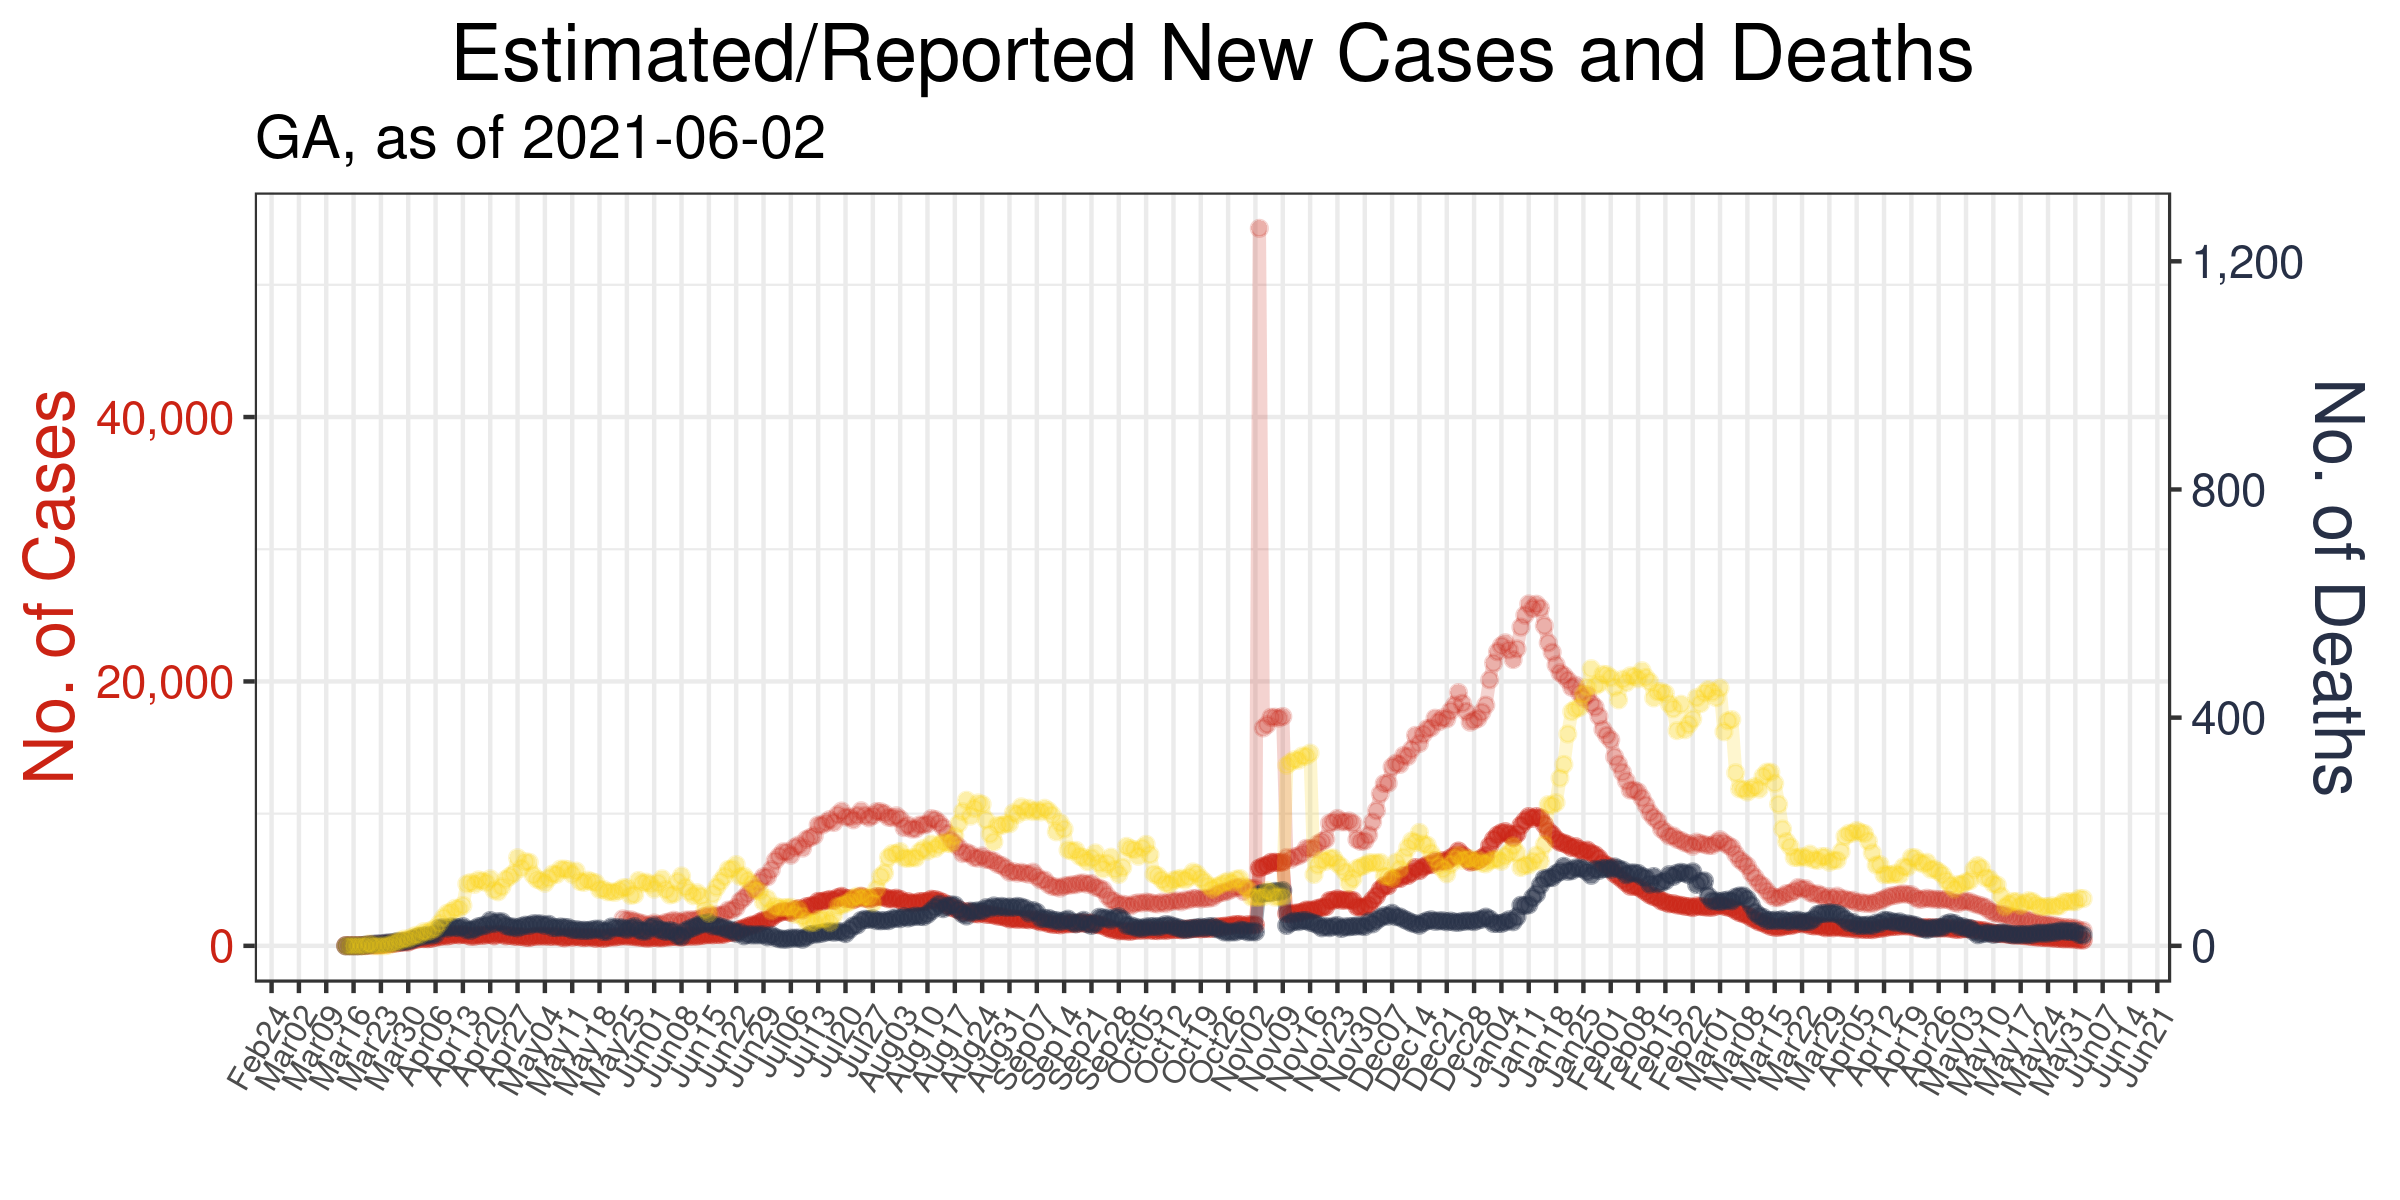 Estimated/Reported New Cases and Deaths
GA, as of 2021-06-02
No. of Cases
40,000
20,000
0
1,200
800
400
0
No. of Deaths
Feb24
Mar02
Mar09
Mar16
Mar23
Mar30
Apr06
Apr13
Apr20
Apr27
May04
May11
May18
May25
Jun01
Jun08
Jun15
Jun22
Jun29
Jul06
Jul13
Jul20
Jul27
Aug03
Aug10
Aug17
Aug24
Aug31
Sep07
Sep14
Sep21
Sep28
Oct05
Oct12
Oct19
Oct26
Nov02
Nov09
Nov16
Nov23
Nov30
Dec07
Dec14
Dec21
Dec28
Jan04
Jan11
Jan18
Jan25
Feb01
Feb08
Feb15
Feb22
Mar01
Mar08
Mar15
Mar22
Mar29
Apr05
Apr12
Apr19
Apr26
May03
May10
May17
May24
May31
Jun07
Jun14
Jun21